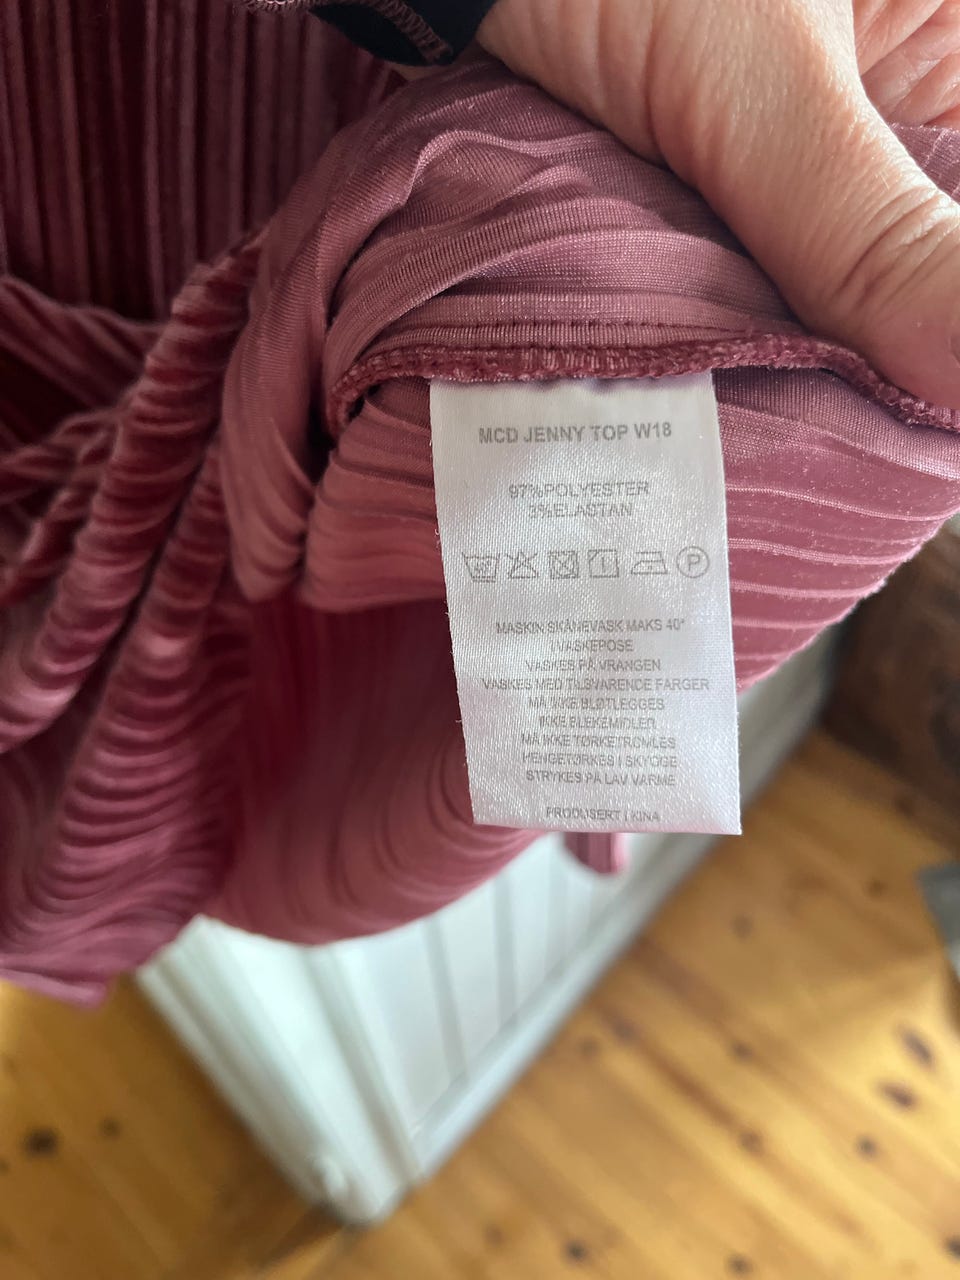 MCD JENNY TOP W18
97%POLYESTER
3%ELASTAN
P
MASKIN SKÅNEVASK MAKS 40°
I VASKEPOSE
VASKES PÅ VRANGEN
VASKES MED TILSVARENDE FARGER
MÅ IKKE BLØTLEGGES
IKKE BLEKEMIDLER
MÅ IKKE TØRKETROMLES
HENGETØRKES I SKYGGE
STRYKES PÅ LAV VARME
PRODUSERT I KINA